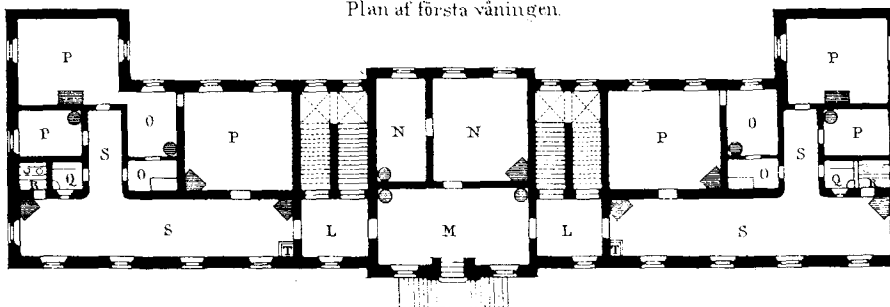 Plan af första våningen.
P P
O N N O
P P P P
S O O S
J Q Q
R R
S L M L S
T T